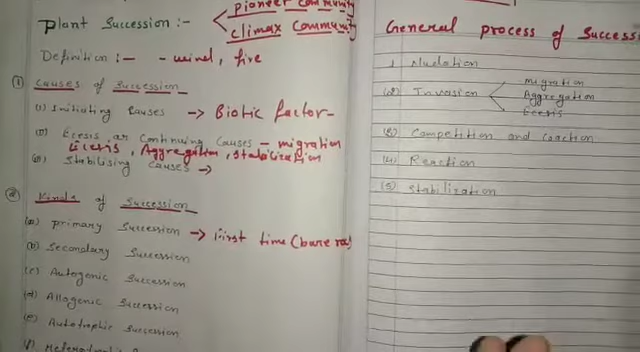 pioneer community
Plant Succession :-
climax community
Definition :- - wind, fire
(1) Causes of Succession
(i) Initiating Causes -> Biotic factor-
(ii) Ecesis or Continuing Causes - migration
Ecesis, Aggregation, stabilization
(iii) Stabilising Causes ->
(2) Kinds of Succession
(a) primary Succession -> First time (bare ro
(b) Secondary Succession
(c) Autogenic Succession
(d) Allogenic Succession
(e) Autotrophic Succession
General process of Successi
1. Nudation
migration
(2) Invasion Aggregation
Ecesis
(3) Competition and coaction
(4) Reaction
(5) Stabilization